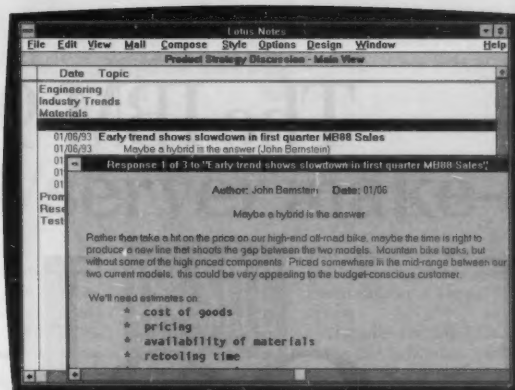 Lotus Notes
File Edit View Mail Compose Style Options Design Window Help
Product Strategy Discussion - Main View
Date Topic
Engineering
Industry Trends
Materials
01/06/93 Early trend shows slowdown in first quarter MB88 Sales
01/06/93 Maybe a hybrid is the answer (John Bernstein)
01
01
01
Prom
Rese
Test
Response 1 of 3 to "Early trend shows slowdown in first quarter MB88 Sales"
Author: John Bernstein Date: 01/06
Maybe a hybrid is the answer
Rather than take a hit on the price on our high-end off-road bike, maybe the time is right to
produce a new line that shoots the gap between the two models. Mountain bike looks, but
without some of the high priced components. Priced somewhere in the mid-range between our
two current models, this could be very appealing to the budget-conscious customer.
We'll need estimates on
* cost of goods
* pricing
* availability of materials
* retooling time